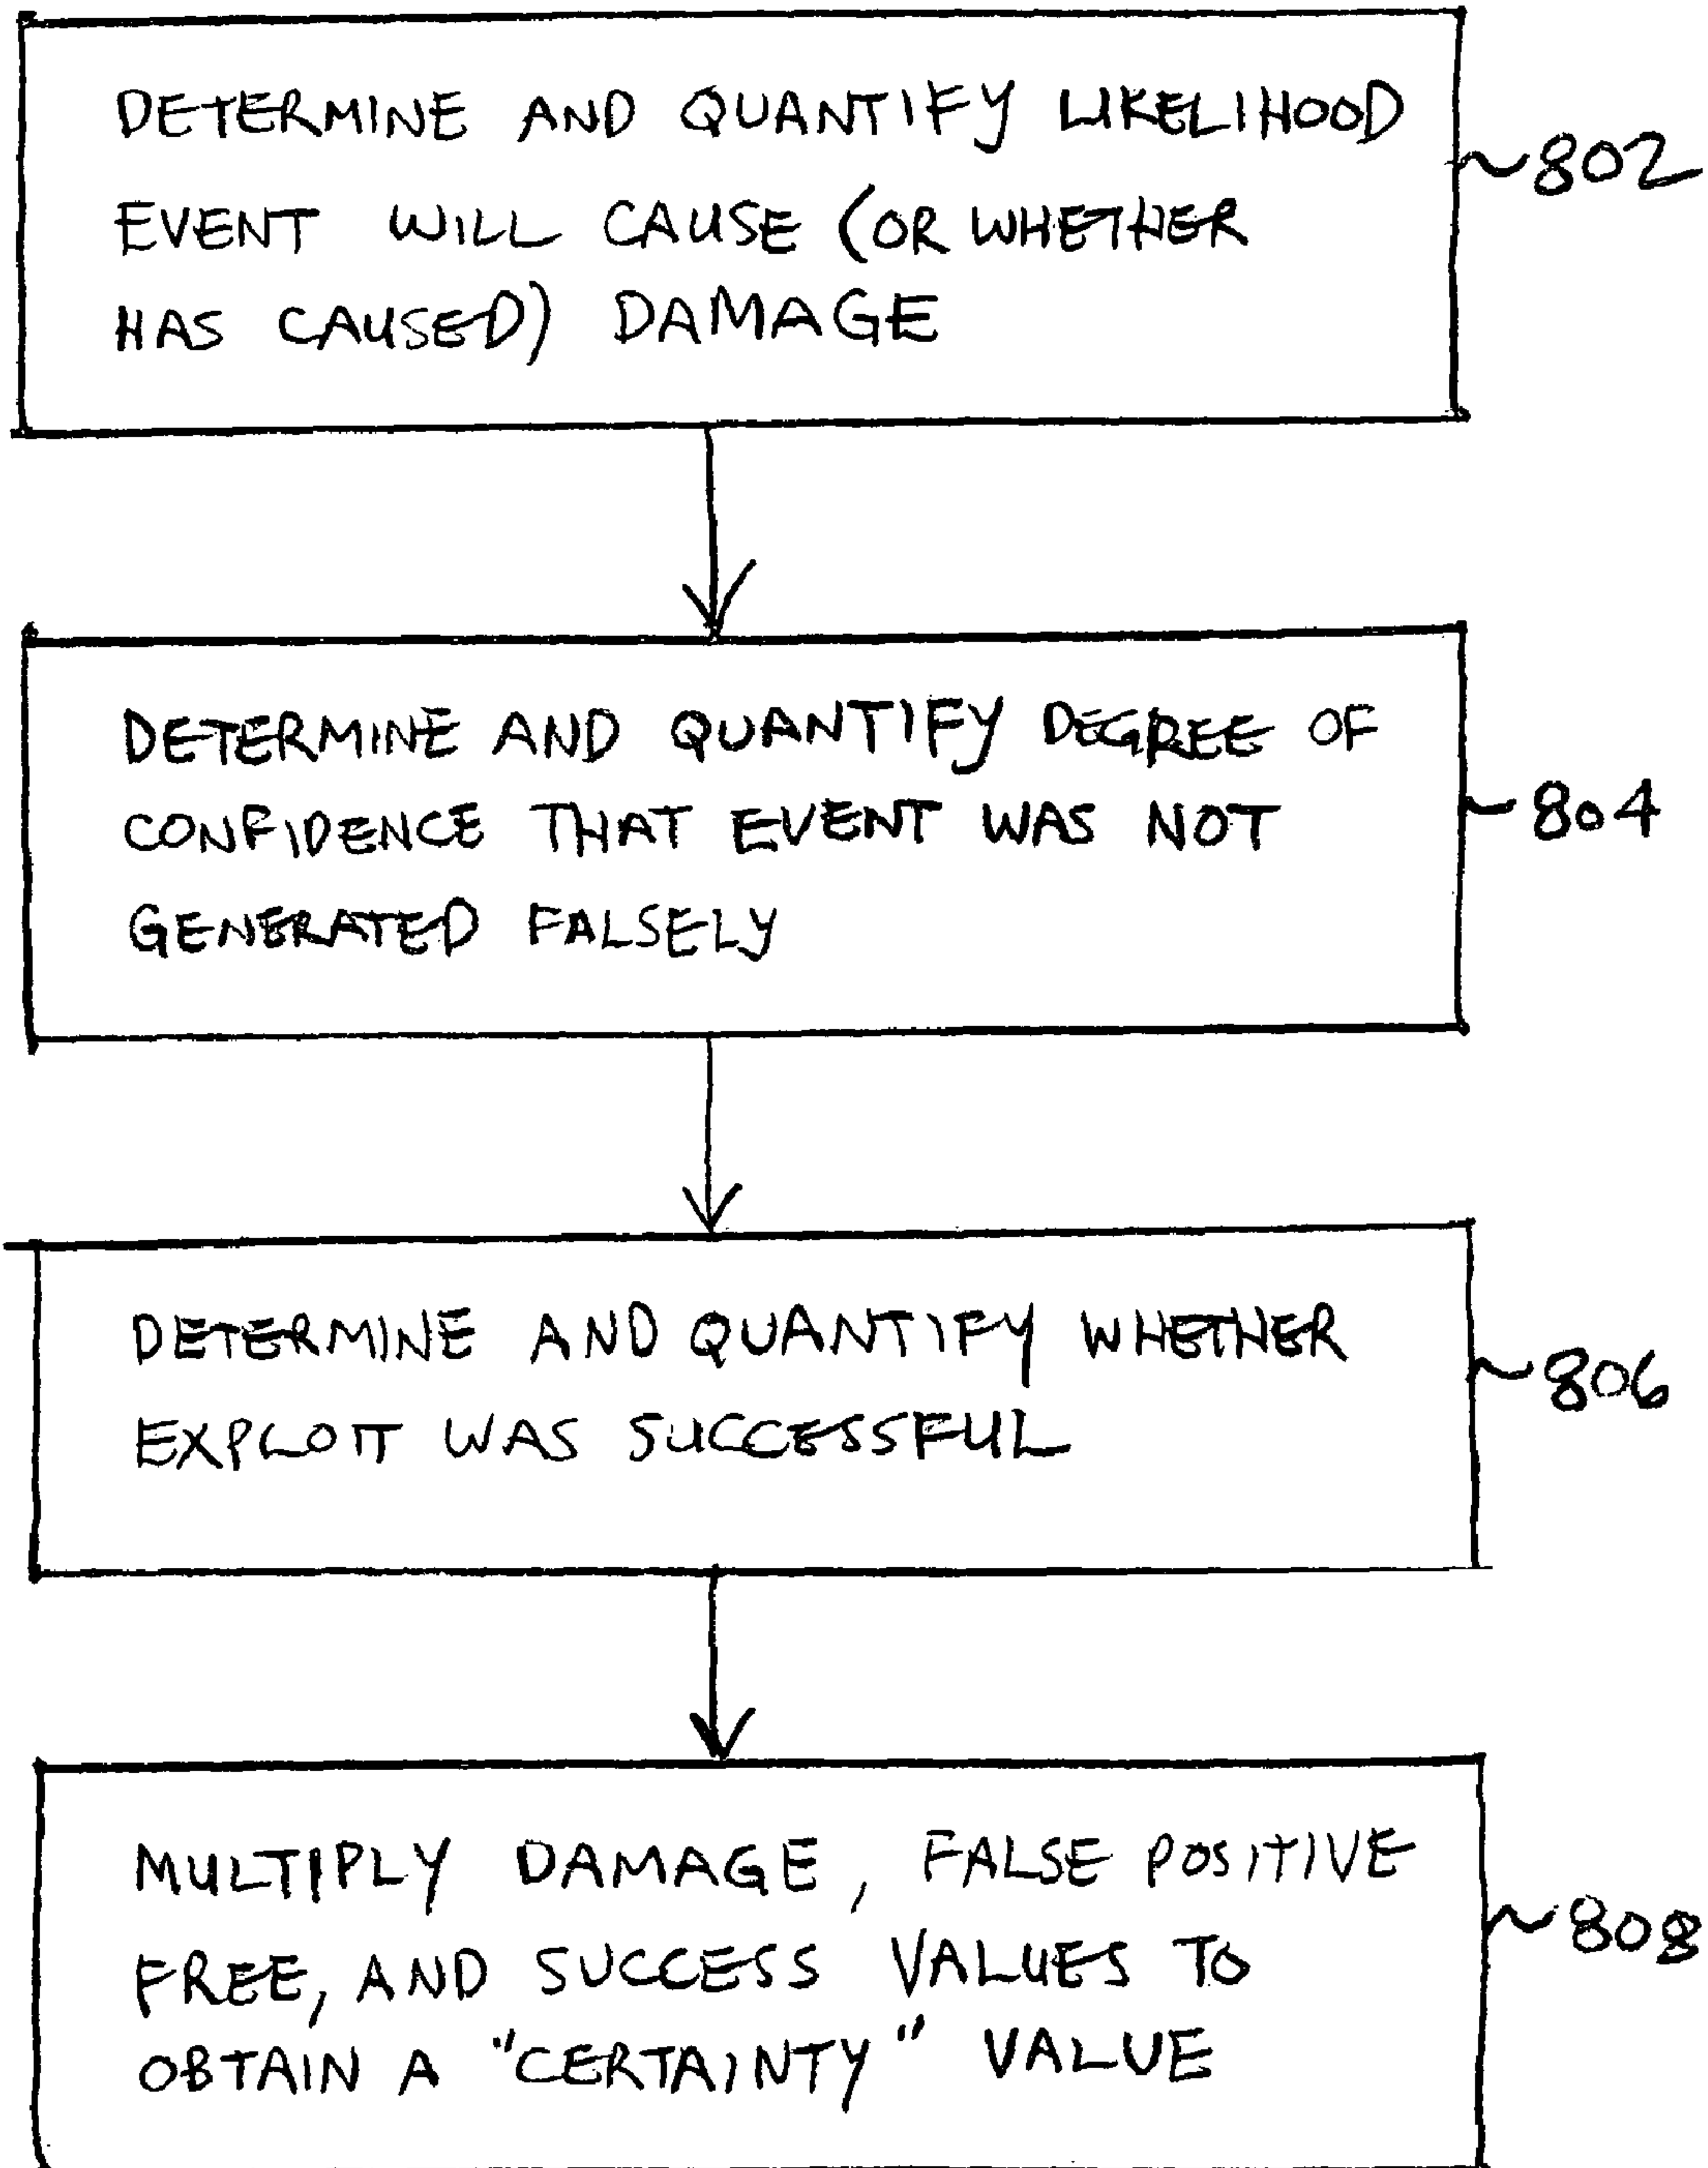 DETERMINE AND QUANTIFY LIKELIHOOD
EVENT WILL CAUSE (OR WHETHER
HAS CAUSED) DAMAGE
~802
DETERMINE AND QUANTIFY DEGREE OF
CONFIDENCE THAT EVENT WAS NOT
GENERATED FALSELY
~804
DETERMINE AND QUANTIFY WHETHER
EXPLOIT WAS SUCCESSFUL
~806
MULTIPLY DAMAGE, FALSE POSITIVE
FREE, AND SUCCESS VALUES TO
OBTAIN A "CERTAINTY" VALUE
~808